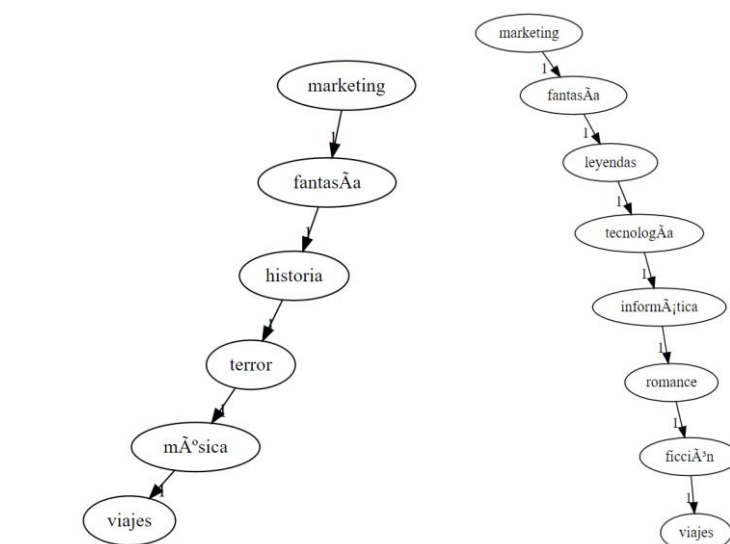 marketing
1
fantasÃa
1
historia
1
terror
1
mÃºsica
1
viajes
marketing
1
fantasÃa
1
leyendas
1
tecnologÃa
1
informÃ¡tica
1
romance
1
ficciÃ³n
1
viajes